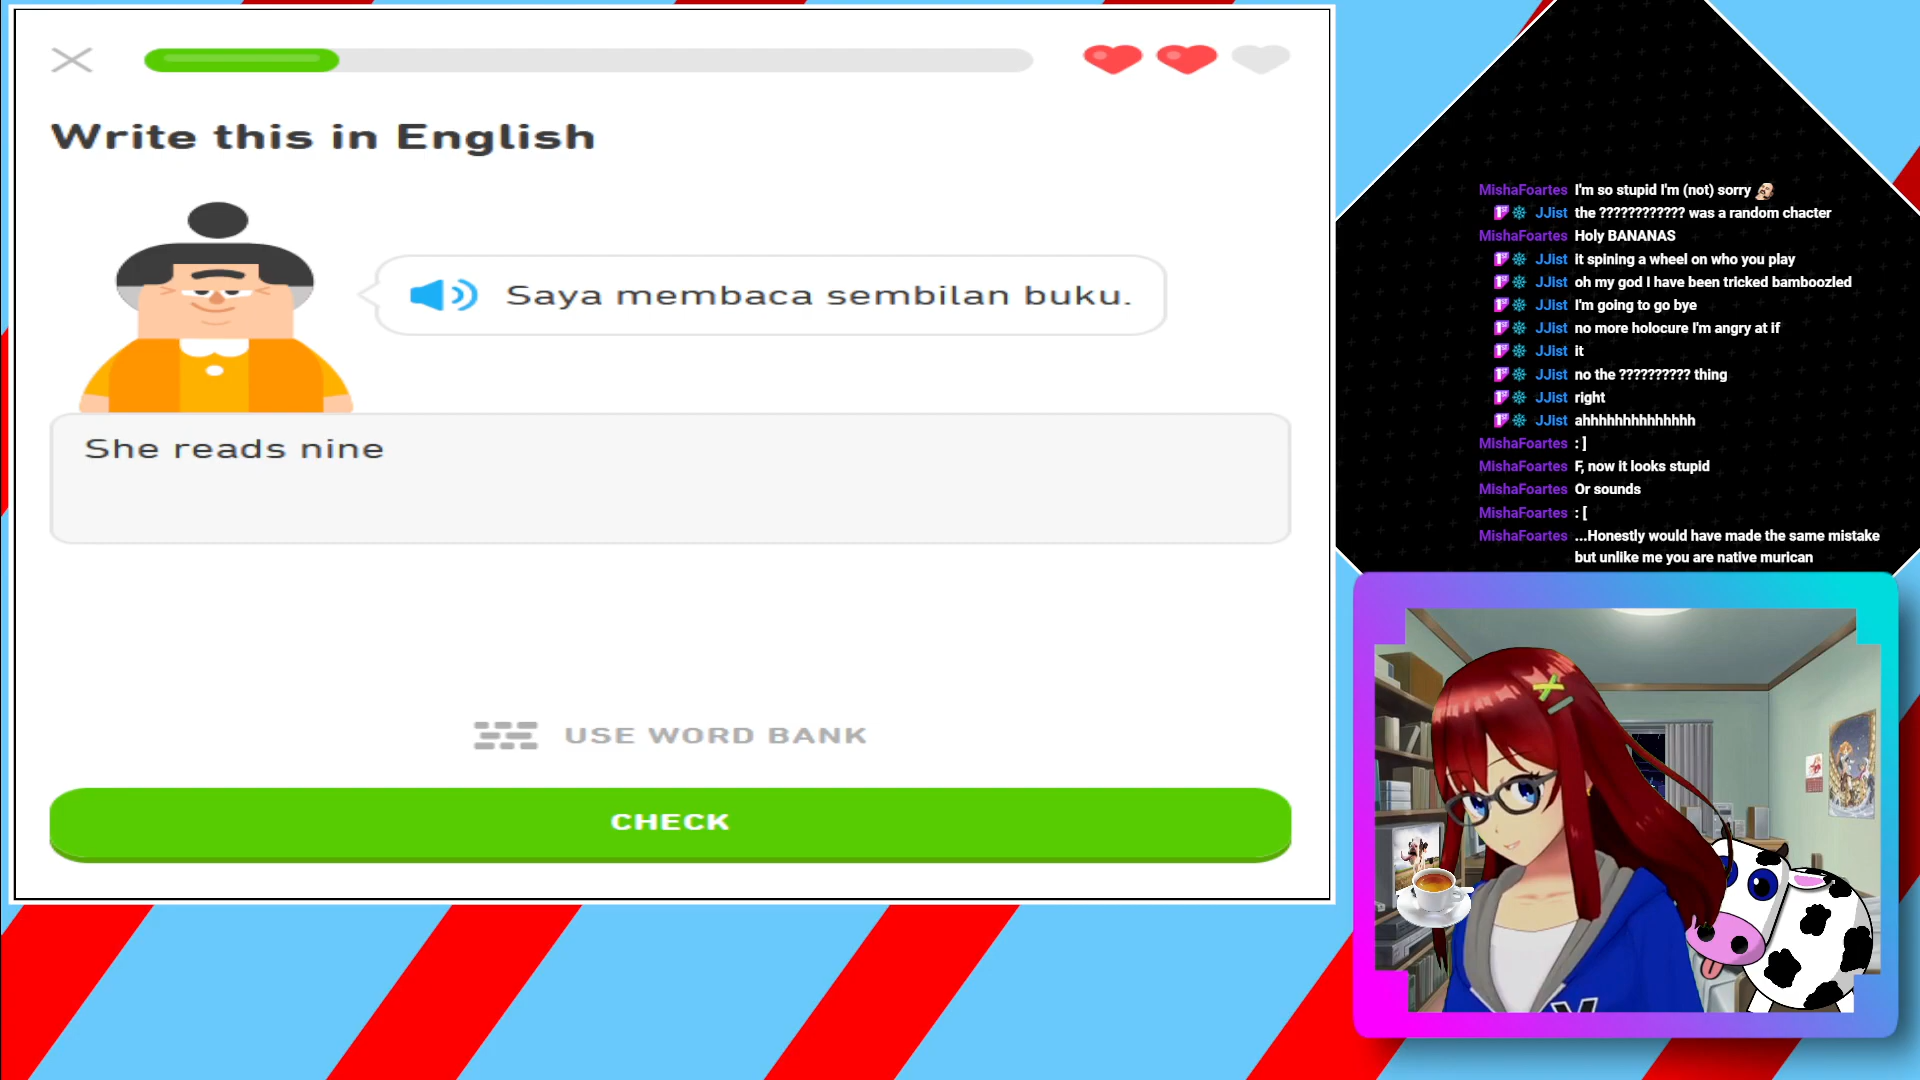 Write this in English
Saya membaca sembilan buku.
She reads nine
USE WORD BANK
CHECK
MishaFoartes I'm so stupid I'm (not) sorry
JJist the ???????????? was a random chacter
MishaFoartes Holy BANANAS
JJist it spining a wheel on who you play
JJist oh my god I have been tricked bamboozled
JJist I'm going to go bye
JJist no more holocure I'm angry at if
JJist it
JJist no the ?????????? thing
JJist right
JJist ahhhhhhhhhhhhhh
MishaFoartes : ]
MishaFoartes F, now it looks stupid
MishaFoartes Or sounds
MishaFoartes : [
MishaFoartes ...Honestly would have made the same mistake
but unlike me you are native murican